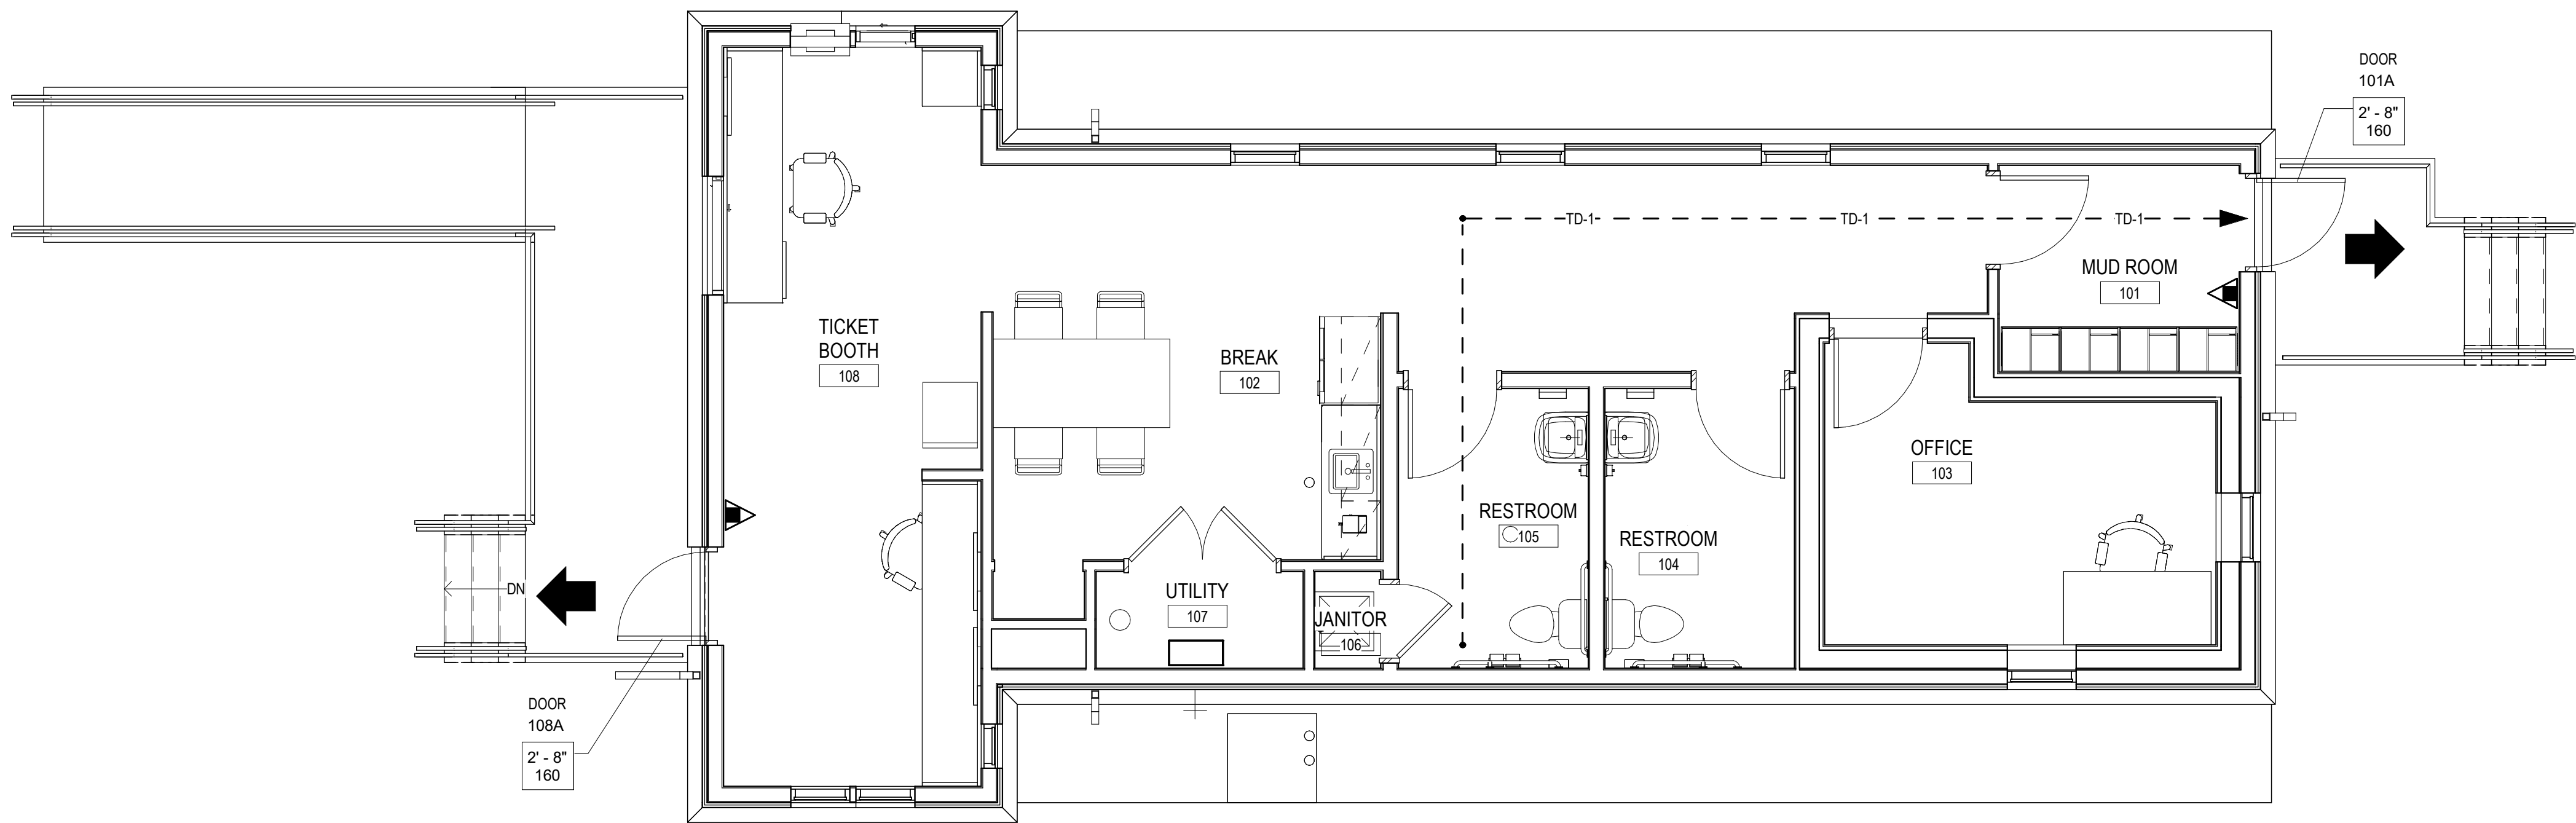 DOOR
101A
2' - 8"
160
TD-1
TD-1
TD-1
MUD ROOM
101
TICKET
BOOTH
108
BREAK
102
OFFICE
103
RESTROOM
105
RESTROOM
104
DN
UTILITY
107
JANITOR
106
DOOR
108A
2' - 8"
160